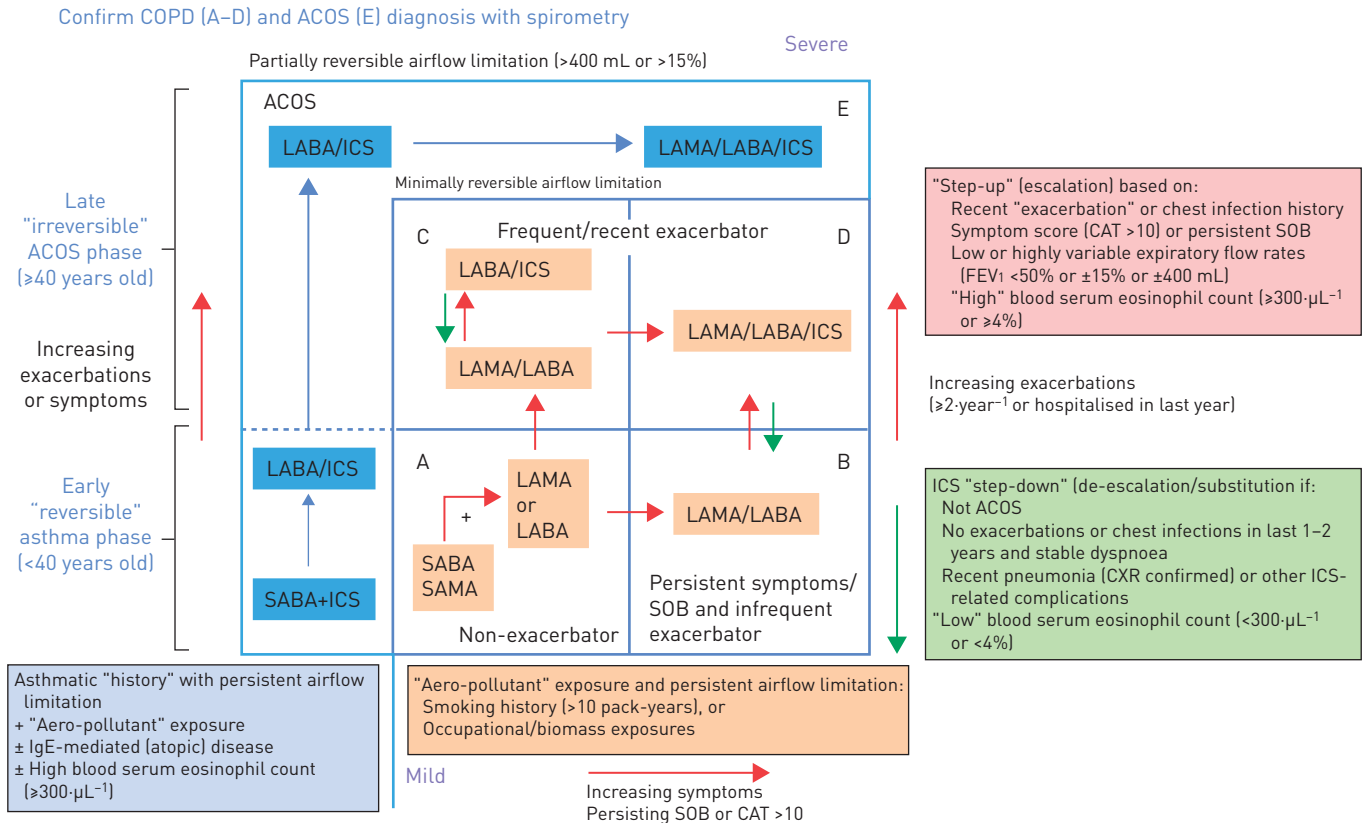 Confirm COPD (A–D) and ACOS (E) diagnosis with spirometry
Severe
Partially reversible airflow limitation (>400 mL or >15%)
ACOS
E
LABA/ICS
LAMA/LABA/ICS
Minimally reversible airflow limitation
C
Frequent/recent exacerbator
D
LABA/ICS
LAMA/LABA/ICS
LAMA/LABA
Late
"irreversible"
ACOS phase
(≥40 years old)
Increasing
exacerbations
or symptoms
Early
“reversible"
asthma phase
(<40 years old)
LABA/ICS
SABA+ICS
A
+
LAMA
or
LABA
SABA
SAMA
Non-exacerbator
B
LAMA/LABA
Persistent symptoms/
SOB and infrequent
exacerbator
"Step-up" (escalation) based on:
Recent "exacerbation" or chest infection history
Symptom score (CAT >10) or persistent SOB
Low or highly variable expiratory flow rates
(FEV₁ <50% or ±15% or ±400 mL)
"High" blood serum eosinophil count (≥300·µL⁻¹
or ≥4%)
Increasing exacerbations
(≥2·year⁻¹ or hospitalised in last year)
ICS "step-down" (de-escalation/substitution if:
Not ACOS
No exacerbations or chest infections in last 1–2
years and stable dyspnoea
Recent pneumonia (CXR confirmed) or other ICS-
related complications
"Low" blood serum eosinophil count (<300·µL⁻¹
or <4%)
Asthmatic "history" with persistent airflow
limitation
+ "Aero-pollutant" exposure
± IgE-mediated (atopic) disease
± High blood serum eosinophil count
(≥300·µL⁻¹)
"Aero-pollutant" exposure and persistent airflow limitation:
Smoking history (>10 pack-years), or
Occupational/biomass exposures
Mild
Increasing symptoms
Persisting SOB or CAT >10